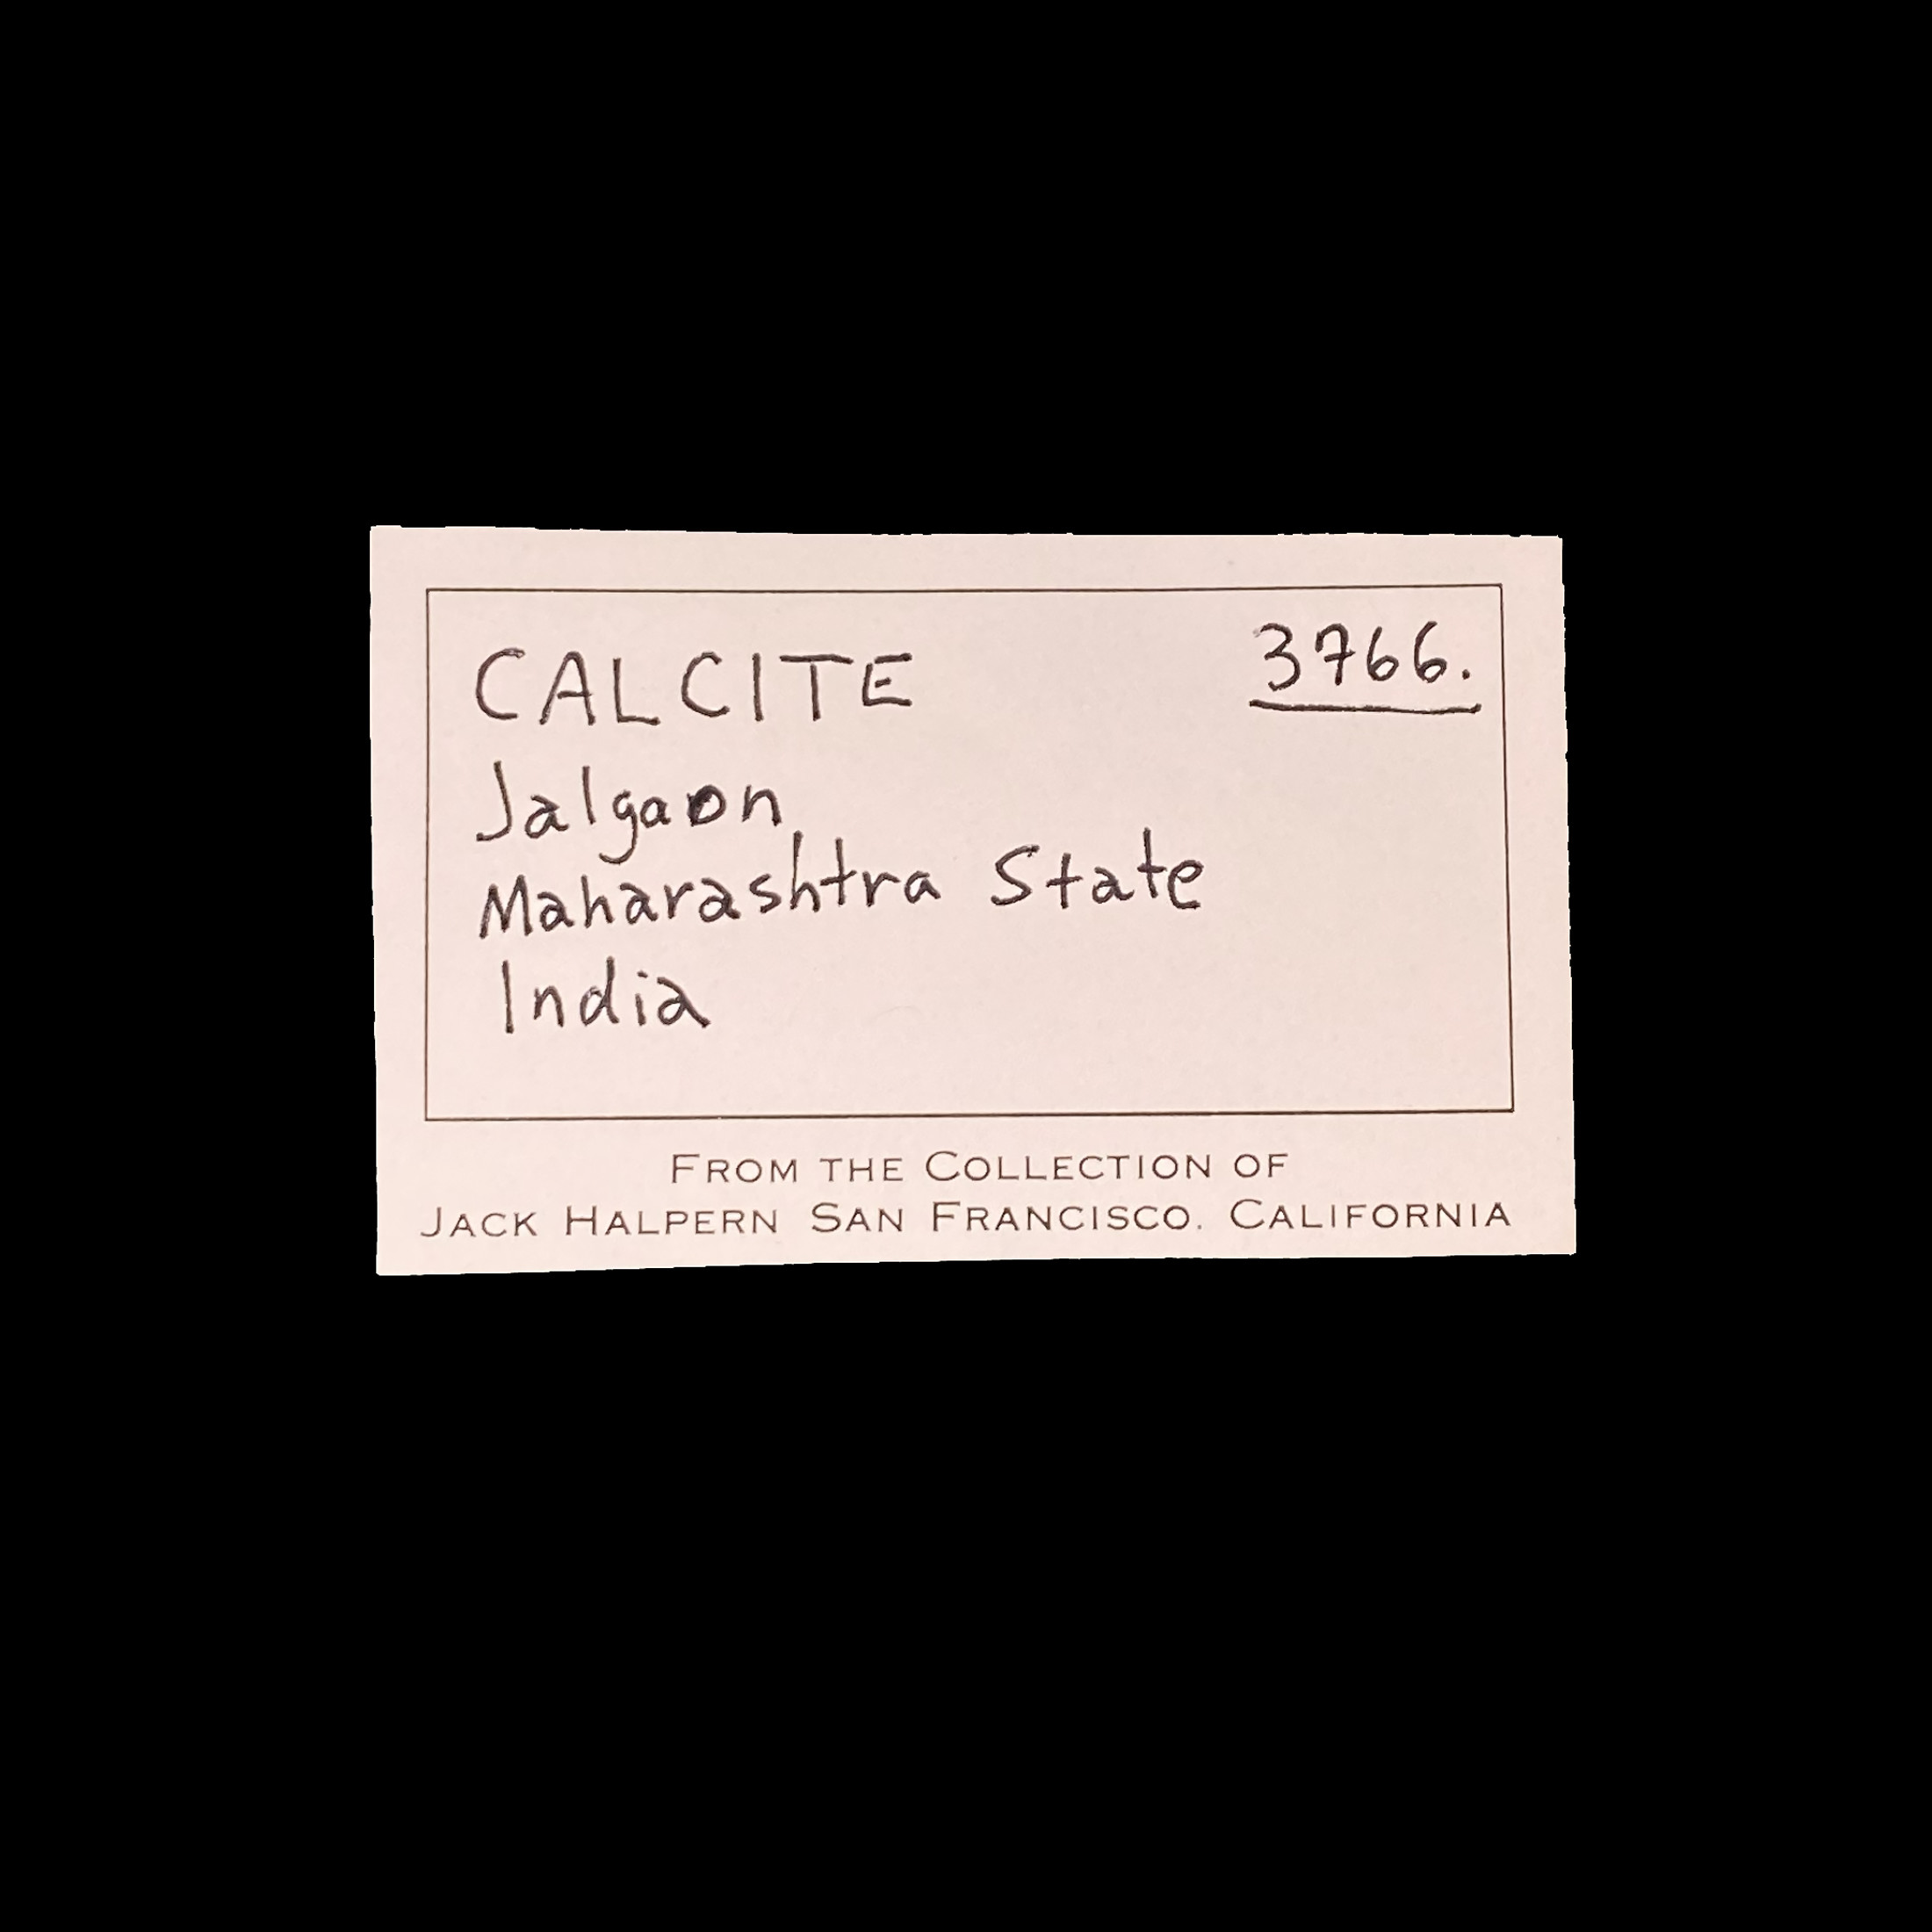 CALCITE 3766.
Jalgaon
Maharashtra State
India
FROM THE COLLECTION OF
JACK HALPERN SAN FRANCISCO, CALIFORNIA